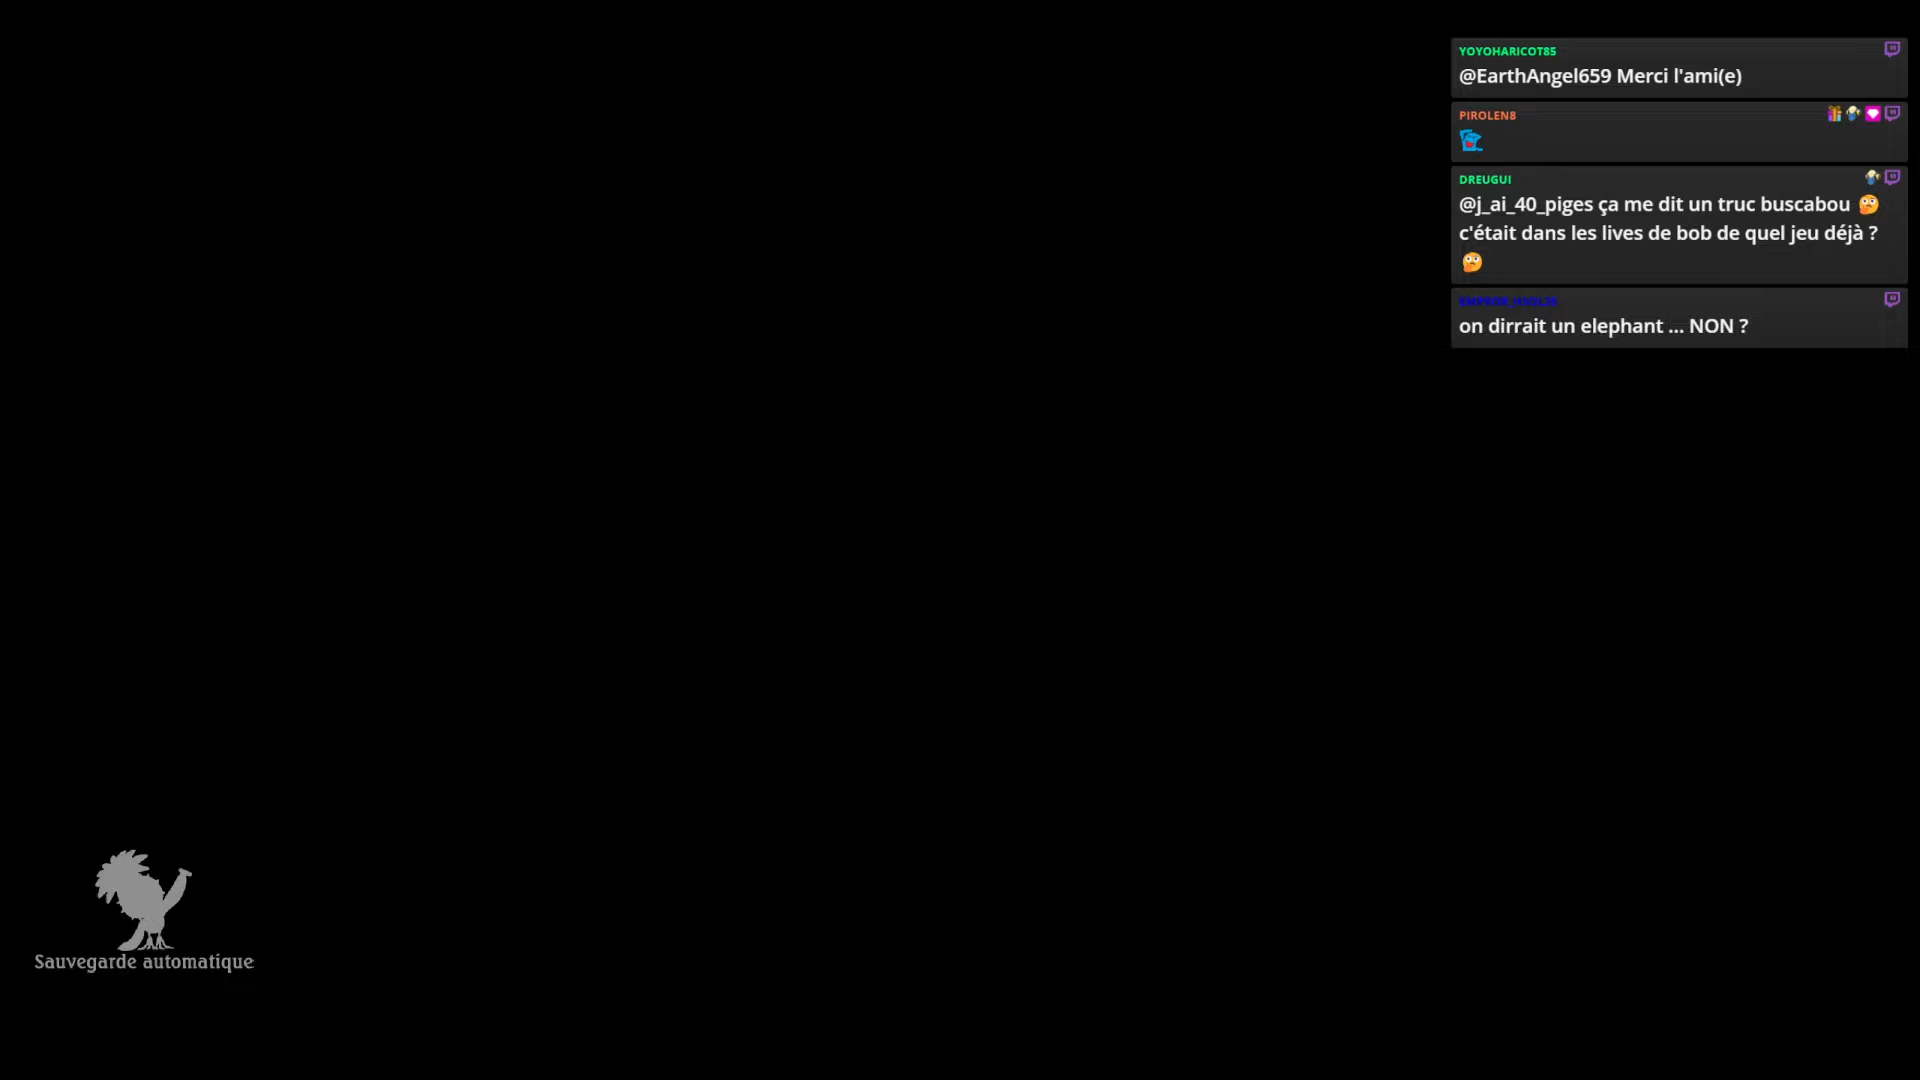 YOYOHARICOT85
@EarthAngel659 Merci l'ami(e)
PIROLEN8
DREUGUI
@j_ai_40_piges ça me dit un truc buscabou 🤔
c'était dans les lives de bob de quel jeu déjà ?
🤔
on dirrait un elephant ... NON ?
Sauvegarde automatique